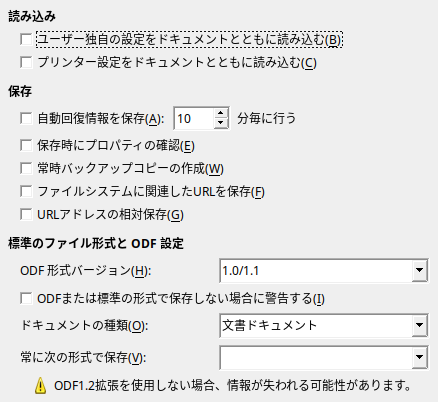 読み込み
ユーザー独自の設定をドキュメントとともに読み込む(B)
プリンター設定をドキュメントとともに読み込む(C)
保存
自動回復情報を保存(A): 10 分毎に行う
保存時にプロパティの確認(E)
常時バックアップコピーの作成(W)
ファイルシステムに関連したURLを保存(F)
URLアドレスの相対保存(G)
標準のファイル形式と ODF 設定
ODF 形式バージョン(H): 1.0/1.1
ODFまたは標準の形式で保存しない場合に警告する(I)
ドキュメントの種類(O): 文書ドキュメント
常に次の形式で保存(V):
ODF1.2拡張を使用しない場合、情報が失われる可能性があります。